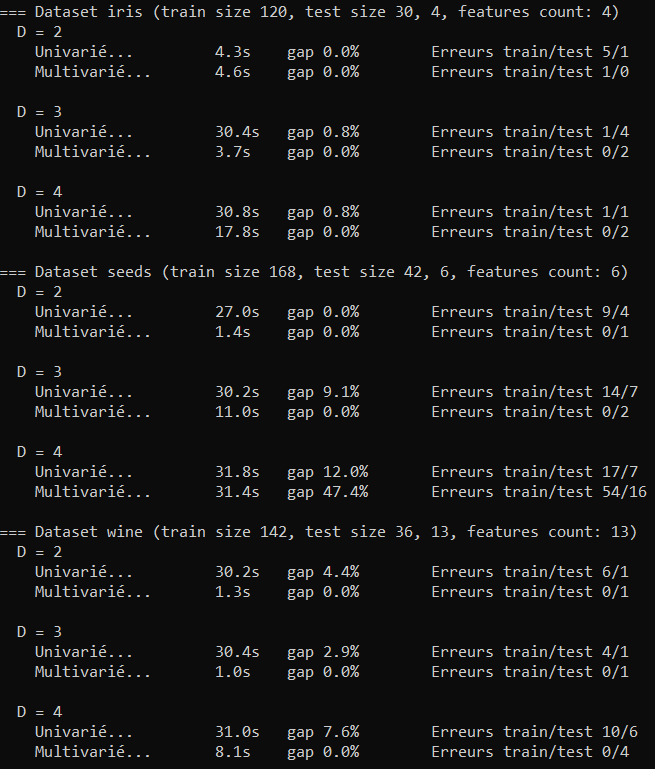 === Dataset iris (train size 120, test size 30, 4, features count: 4)
D = 2
Univarié... 4.3s gap 0.0% Erreurs train/test 5/1
Multivarié... 4.6s gap 0.0% Erreurs train/test 1/0
D = 3
Univarié... 30.4s gap 0.8% Erreurs train/test 1/4
Multivarié... 3.7s gap 0.0% Erreurs train/test 0/2
D = 4
Univarié... 30.8s gap 0.8% Erreurs train/test 1/1
Multivarié... 17.8s gap 0.0% Erreurs train/test 0/2
=== Dataset seeds (train size 168, test size 42, 6, features count: 6)
D = 2
Univarié... 27.0s gap 0.0% Erreurs train/test 9/4
Multivarié... 1.4s gap 0.0% Erreurs train/test 0/1
D = 3
Univarié... 30.2s gap 9.1% Erreurs train/test 14/7
Multivarié... 11.0s gap 0.0% Erreurs train/test 0/2
D = 4
Univarié... 31.8s gap 12.0% Erreurs train/test 17/7
Multivarié... 31.4s gap 47.4% Erreurs train/test 54/16
=== Dataset wine (train size 142, test size 36, 13, features count: 13)
D = 2
Univarié... 30.2s gap 4.4% Erreurs train/test 6/1
Multivarié... 1.3s gap 0.0% Erreurs train/test 0/1
D = 3
Univarié... 30.4s gap 2.9% Erreurs train/test 4/1
Multivarié... 1.0s gap 0.0% Erreurs train/test 0/1
D = 4
Univarié... 31.0s gap 7.6% Erreurs train/test 10/6
Multivarié... 8.1s gap 0.0% Erreurs train/test 0/4